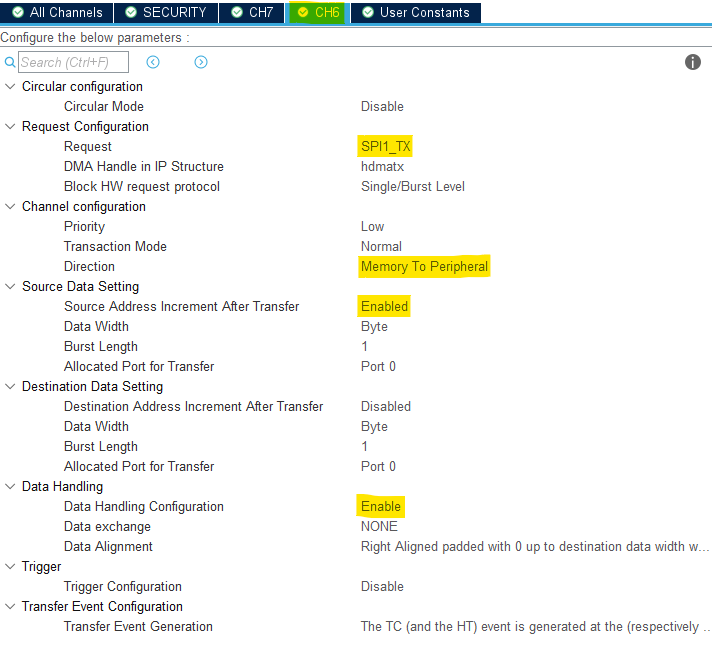 All Channels SECURITY CH7 CH6 User Constants
Configure the below parameters :
Search (Ctrl+F)
Circular configuration
Circular Mode Disable
Request Configuration
Request SPI1_TX
DMA Handle in IP Structure hdmatx
Block HW request protocol Single/Burst Level
Channel configuration
Priority Low
Transaction Mode Normal
Direction Memory To Peripheral
Source Data Setting
Source Address Increment After Transfer Enabled
Data Width Byte
Burst Length 1
Allocated Port for Transfer Port 0
Destination Data Setting
Destination Address Increment After Transfer Disabled
Data Width Byte
Burst Length 1
Allocated Port for Transfer Port 0
Data Handling
Data Handling Configuration Enable
Data exchange NONE
Data Alignment Right Aligned padded with 0 up to destination data width w...
Trigger
Trigger Configuration Disable
Transfer Event Configuration
Transfer Event Generation The TC (and the HT) event is generated at the (respectively ...